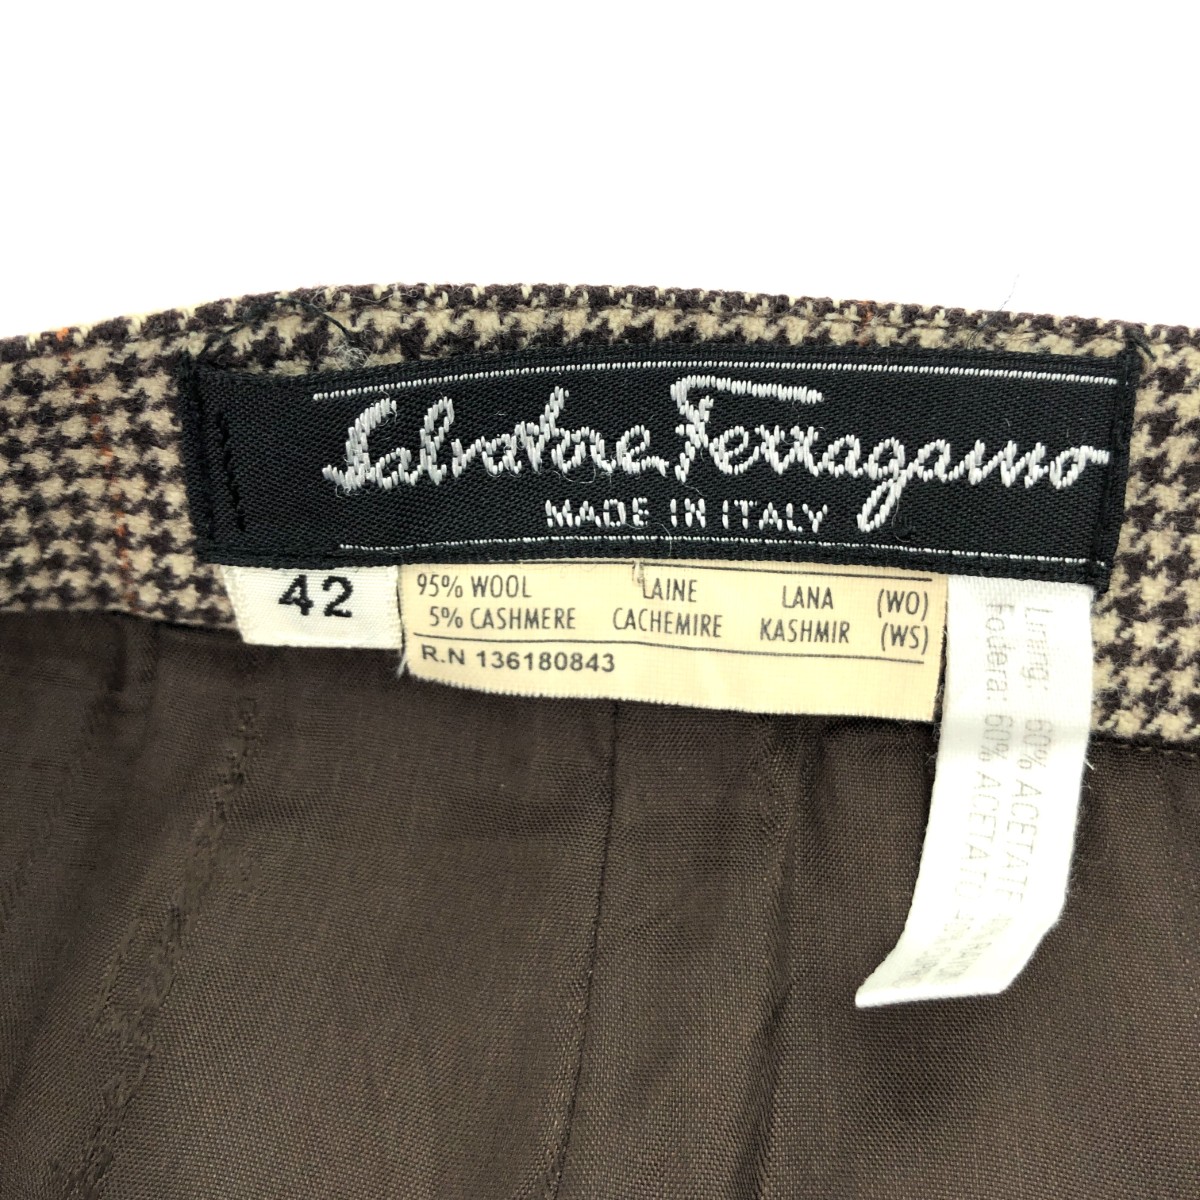 Salvatore Ferragamo
MADE IN ITALY
42
95% WOOL LAINE LANA (WO)
5% CASHMERE CACHEMIRE KASHMIR (WS)
R.N 136180843
Lining: 60% ACETATE
Fodera: 60% ACETATO